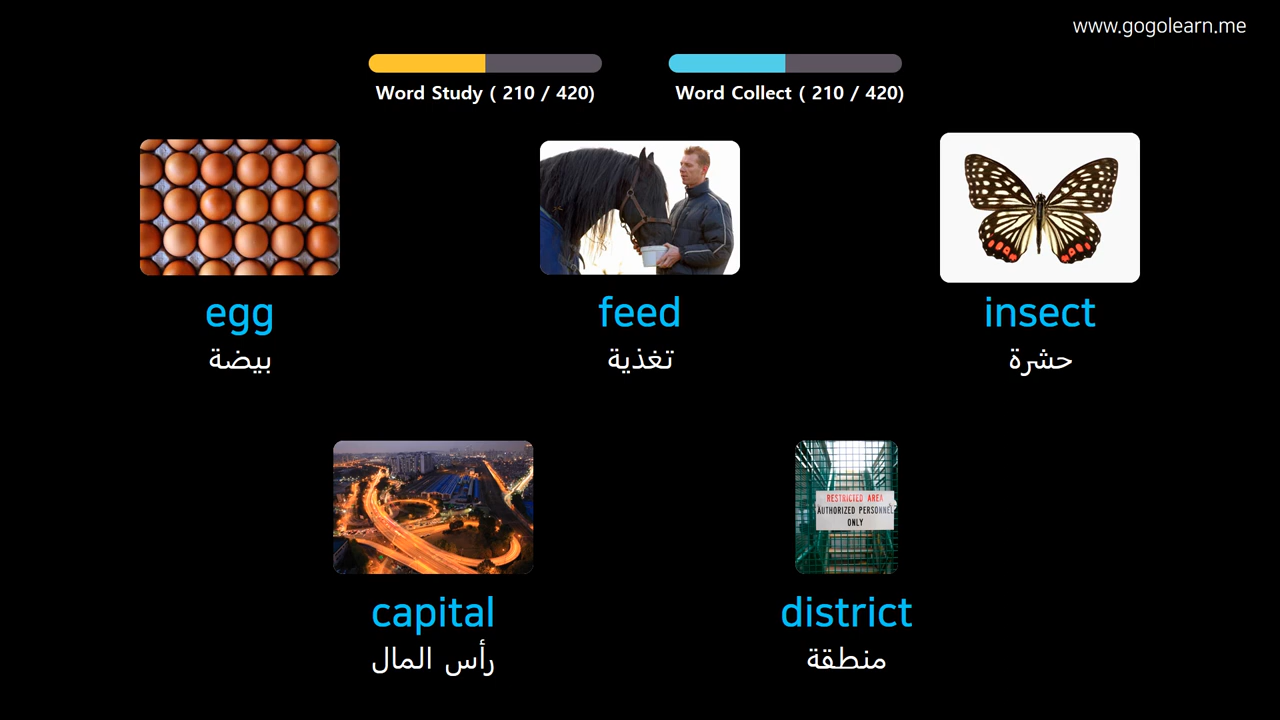 www.gogolearn.me
Word Study ( 210 / 420)
Word Collect ( 210 / 420)
egg
بيضة
feed
تغذية
insect
حشرة
RESTRICTED AREA
AUTHORIZED PERSONNEL
ONLY
capital
رأس المال
district
منطقة